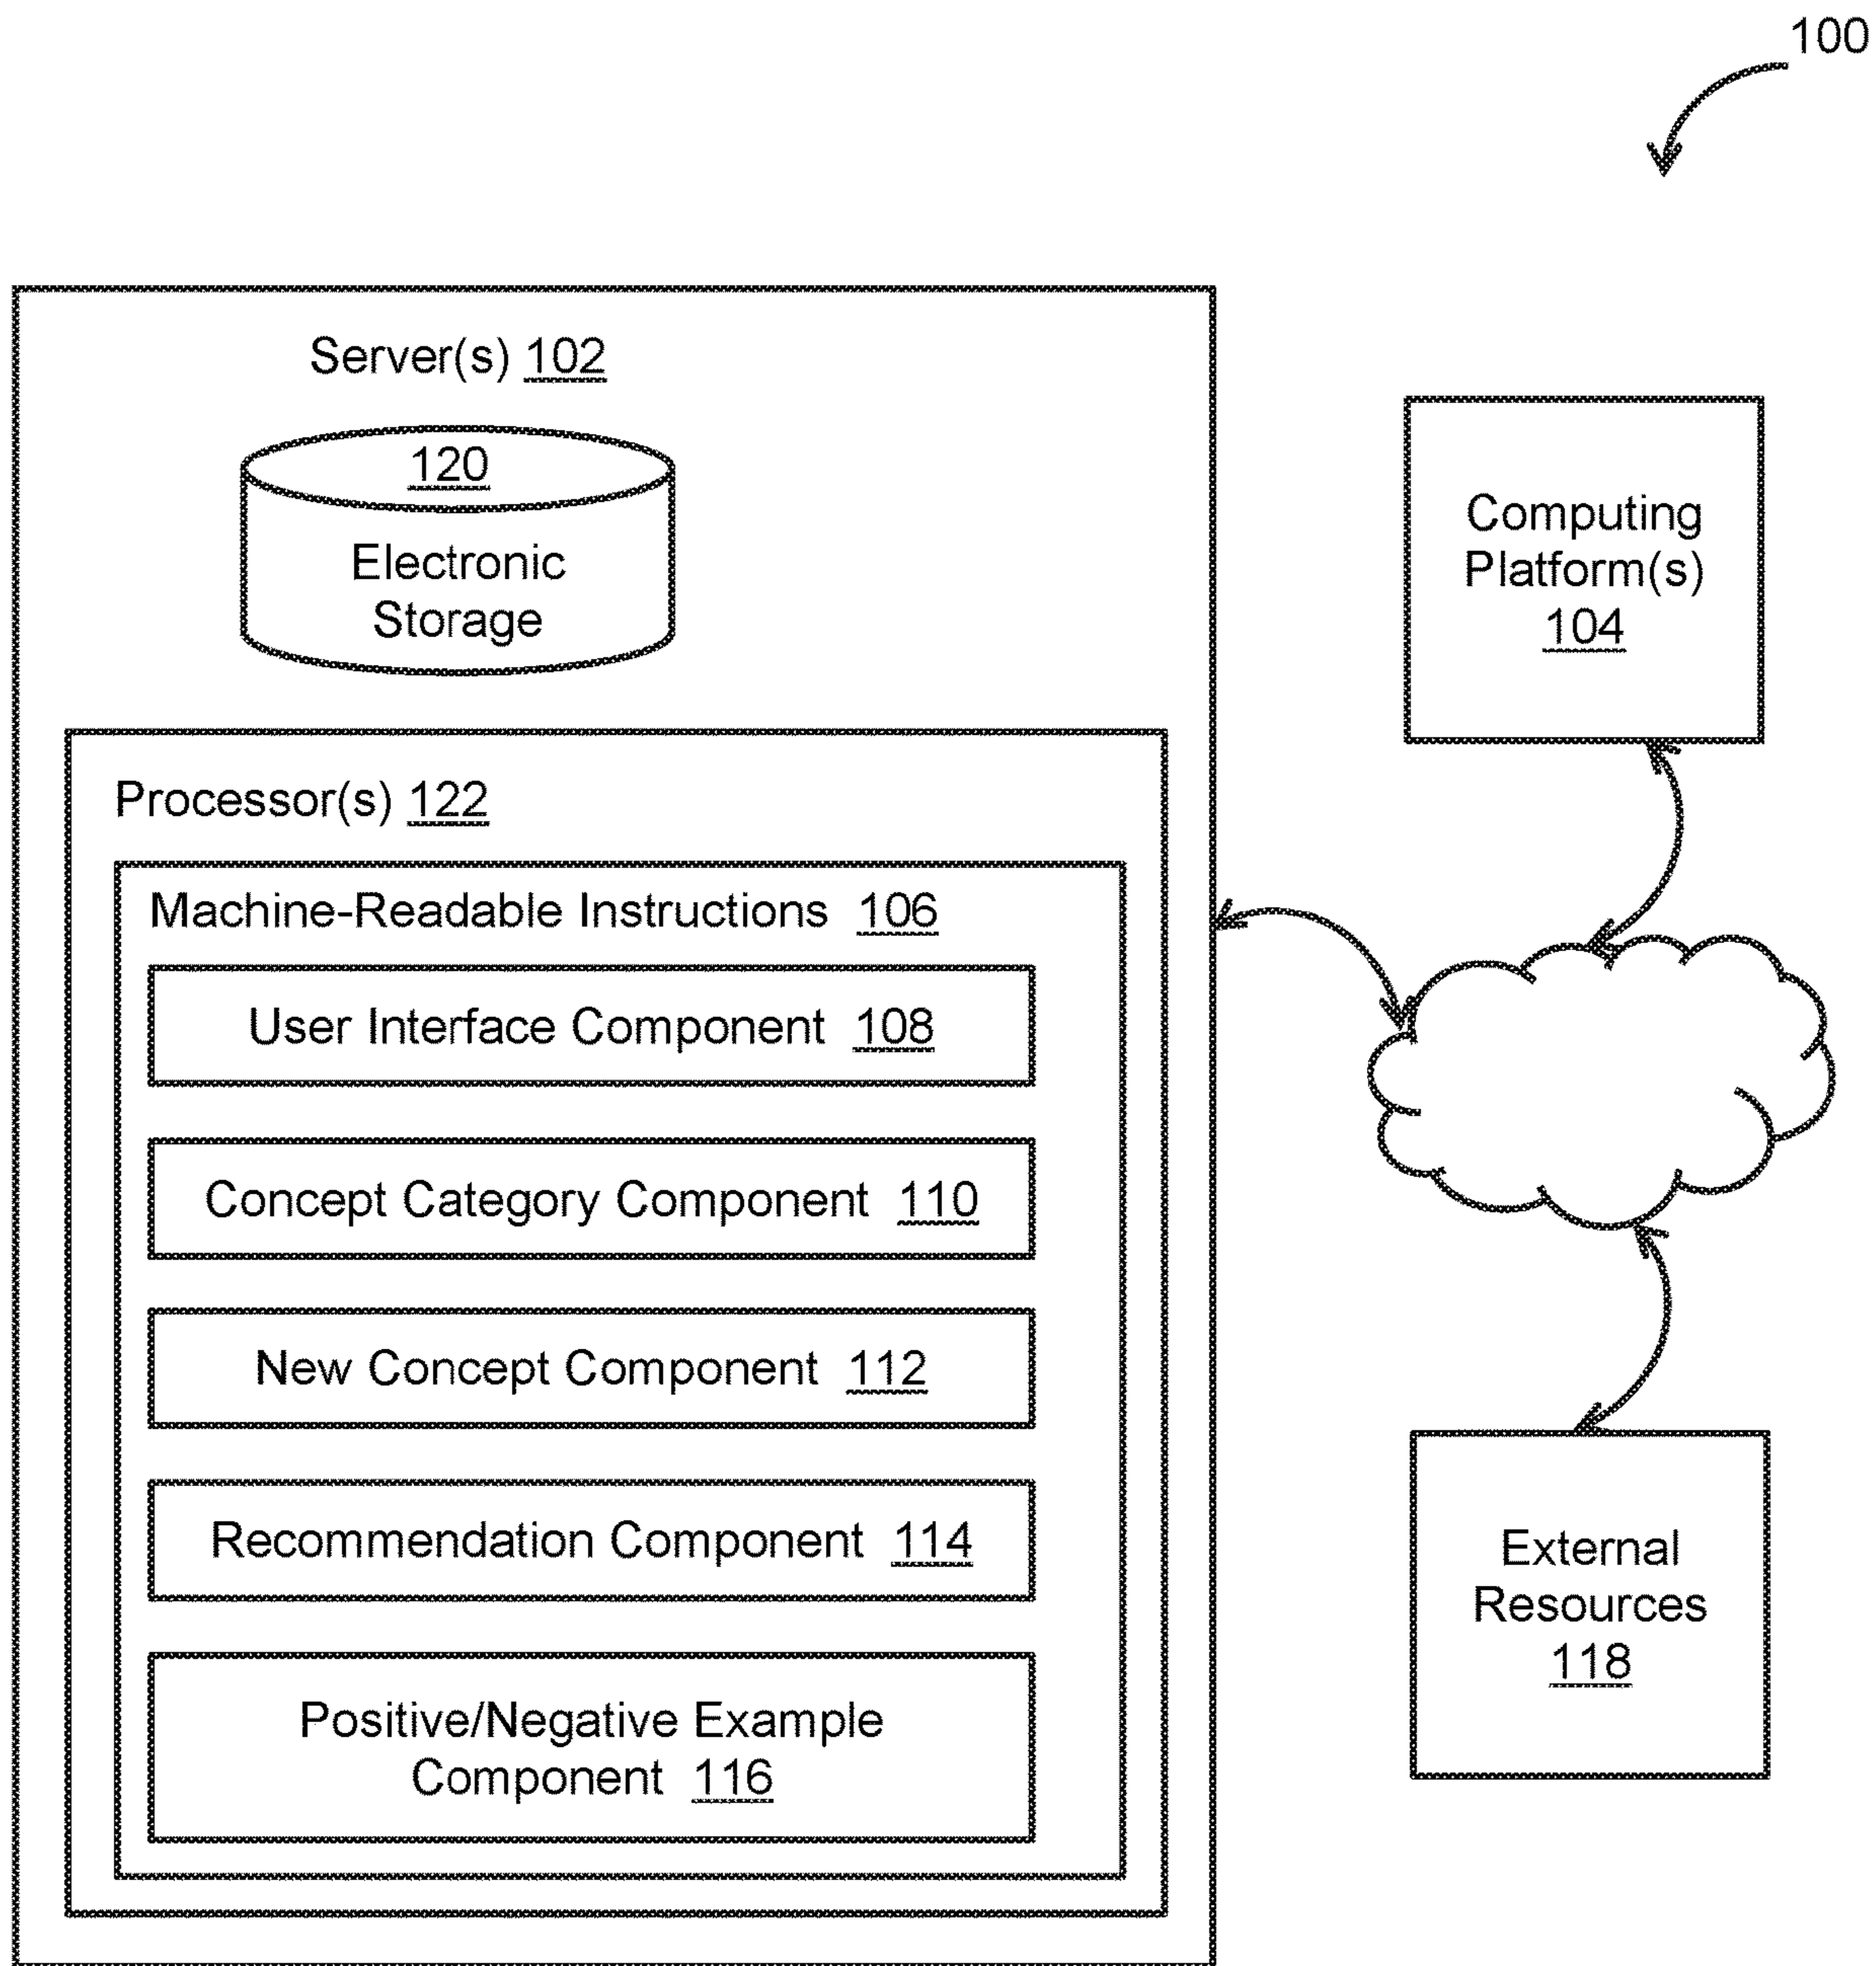 100
Server(s) 102
120
Electronic
Storage
Processor(s) 122
Machine-Readable Instructions 106
User Interface Component 108
Concept Category Component 110
New Concept Component 112
Recommendation Component 114
Positive/Negative Example
Component 116
Computing
Platform(s)
104
External
Resources
118